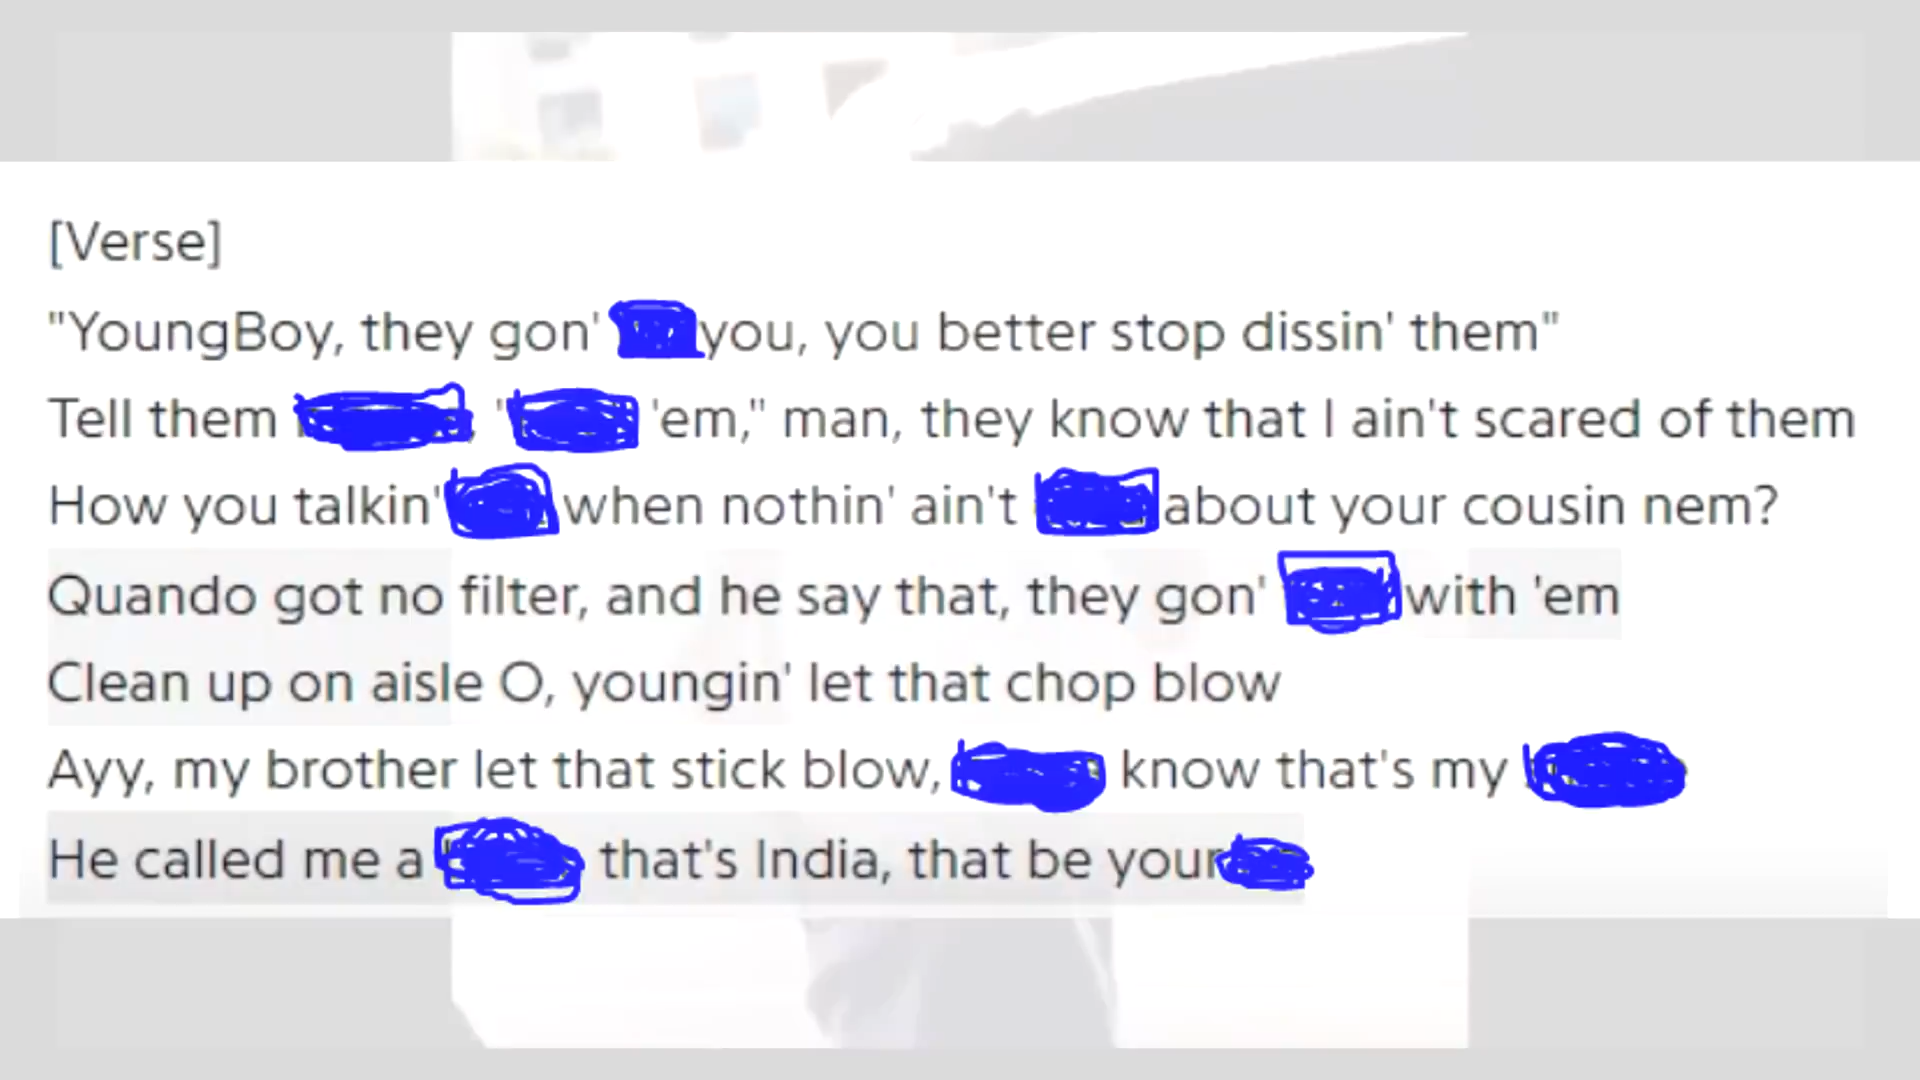 [Verse]
"YoungBoy, they gon' you, you better stop dissin' them"
Tell them ' 'em," man, they know that I ain't scared of them
How you talkin' when nothin' ain't about your cousin nem?
Quando got no filter, and he say that, they gon' with 'em
Clean up on aisle O, youngin' let that chop blow
Ayy, my brother let that stick blow, know that's my
He called me a that's India, that be your